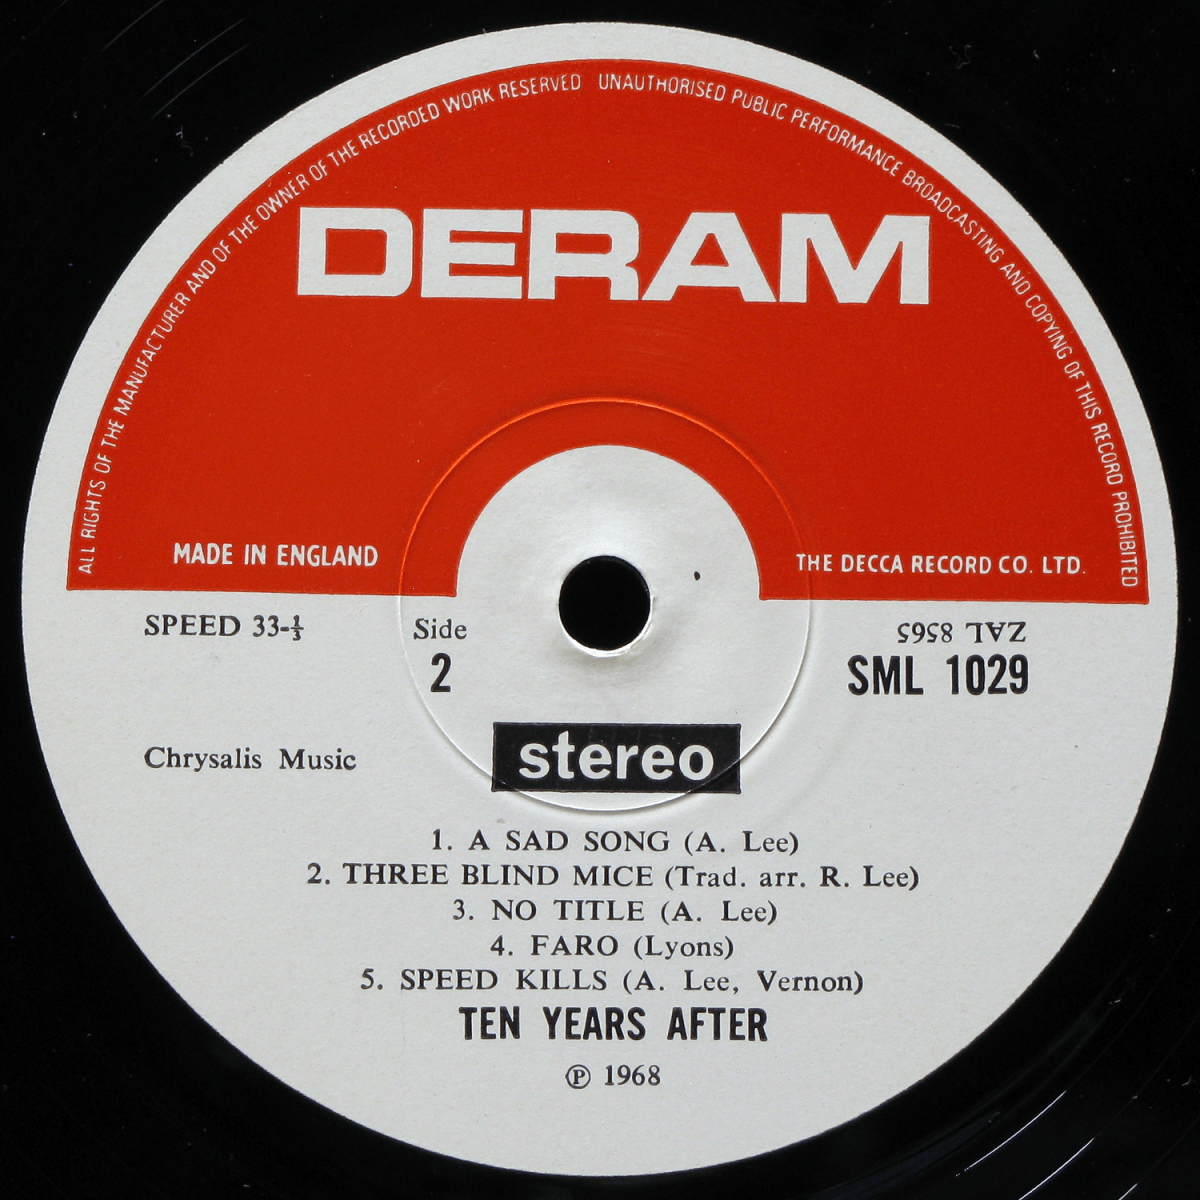 ALL RIGHTS OF THE MANUFACTURER AND OF THE OWNER OF THE RECORDED WORK RESERVED UNAUTHORISED PUBLIC PERFORMANCE BROADCASTING AND COPYING OF THIS RECORD PROHIBITED
DERAM
MADE IN ENGLAND
THE DECCA RECORD CO. LTD.
SPEED 33-⅓
Side
2
ZAL 8565
SML 1029
Chrysalis Music
stereo
1. A SAD SONG (A. Lee)
2. THREE BLIND MICE (Trad. arr. R. Lee)
3. NO TITLE (A. Lee)
4. FARO (Lyons)
5. SPEED KILLS (A. Lee, Vernon)
TEN YEARS AFTER
℗ 1968